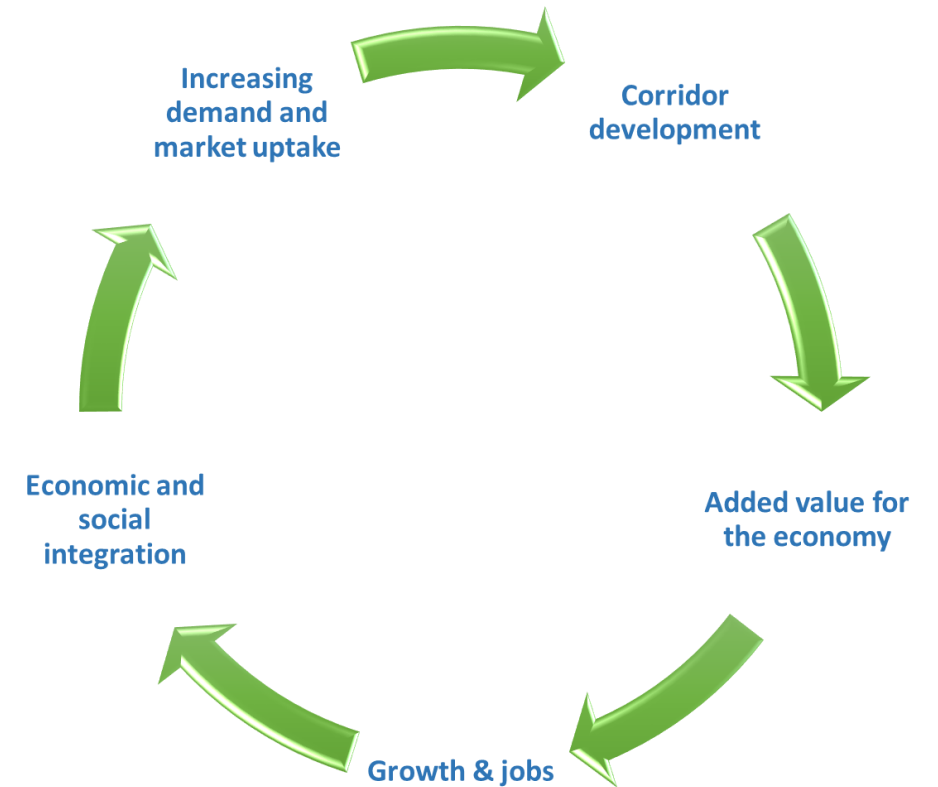 Increasing
demand and
market uptake
Corridor
development
Added value for
the economy
Growth & jobs
Economic and
social
integration